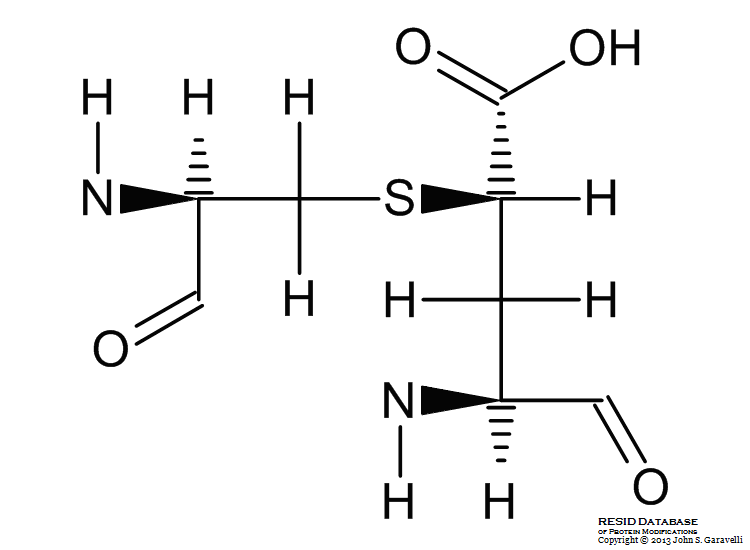 O OH
H H H
N S H
H H H
O
N
O
H H
RESID DATABASE
OF PROTEIN MODIFICATIONS
Copyright © 2013 John S. Garavelli